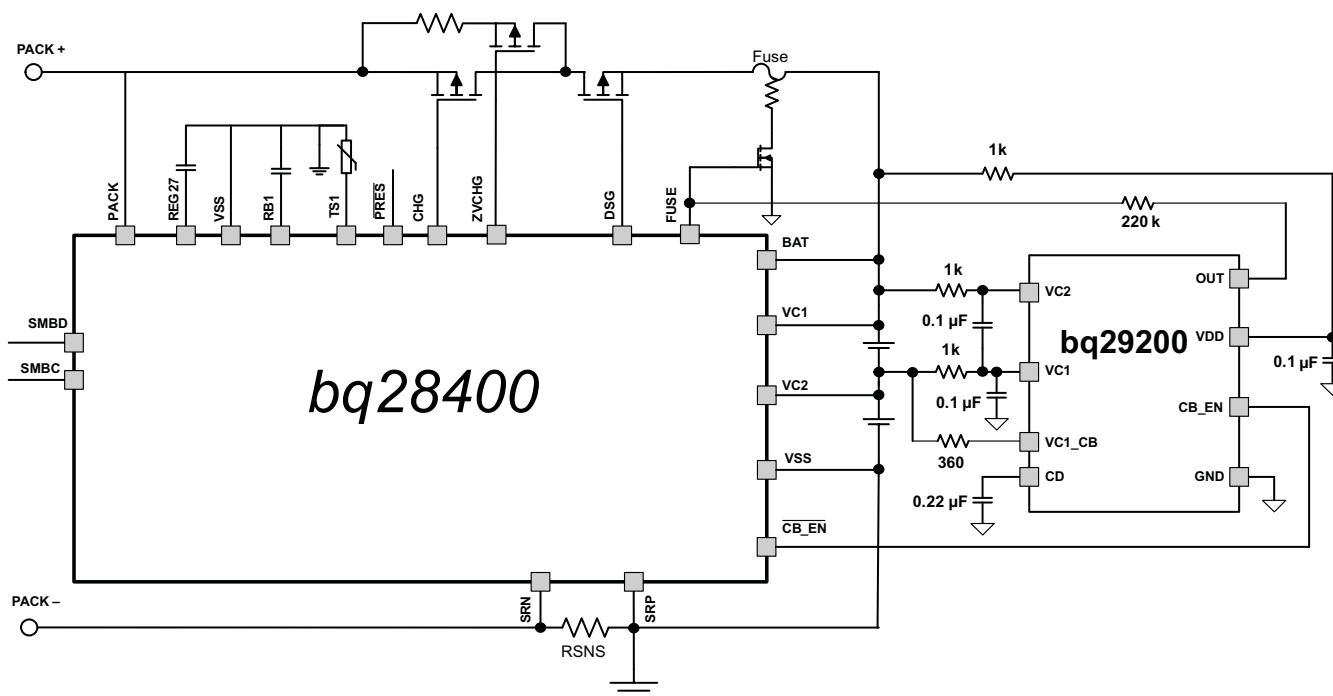 PACK +
Fuse
1k
220 k
PACK
REG27
VSS
RB1
TS1
PRES
CHG
ZVCHG
DSG
FUSE
BAT
VC1
VC2
VSS
CB_EN
SMBD
SMBC
bq28400
1k
0.1 µF
1k
0.1 µF
360
0.22 µF
VC2
VC1
VC1_CB
CD
bq29200
OUT
VDD
CB_EN
GND
0.1 µF
PACK –
SRN
RSNS
SRP